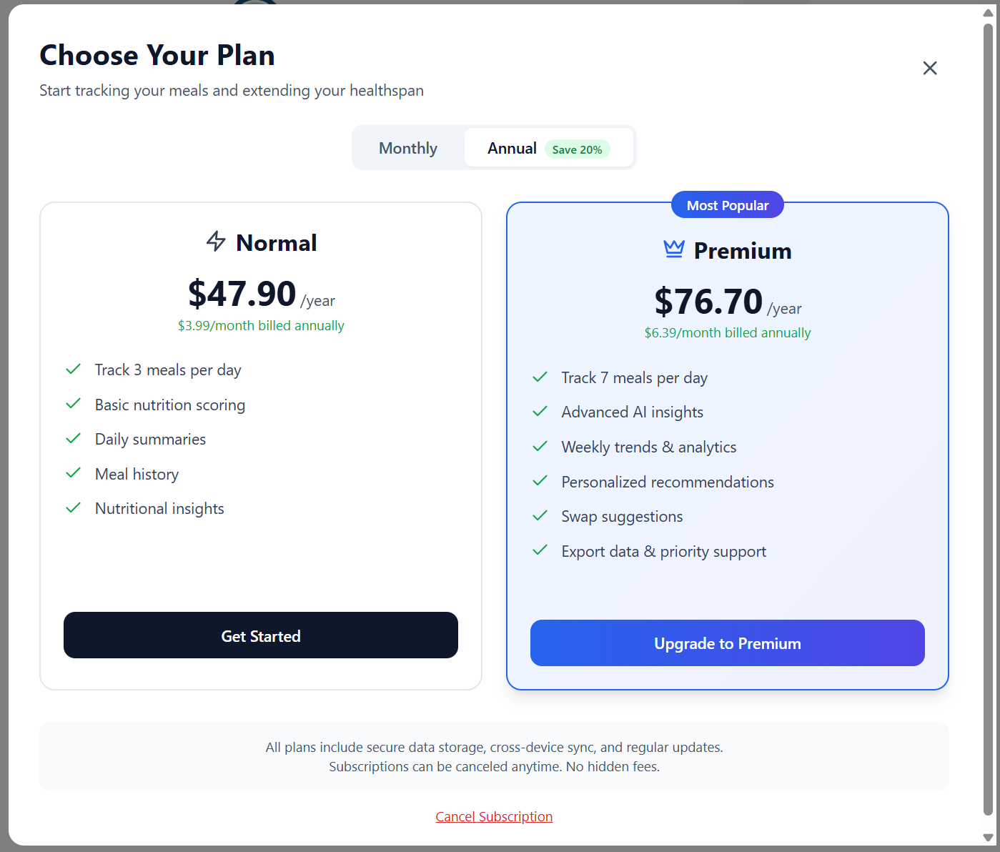 Choose Your Plan
Start tracking your meals and extending your healthspan
Monthly
Annual Save 20%
Normal
$47.90 /year
$3.99/month billed annually
Track 3 meals per day
Basic nutrition scoring
Daily summaries
Meal history
Nutritional insights
Get Started
Most Popular
Premium
$76.70 /year
$6.39/month billed annually
Track 7 meals per day
Advanced AI insights
Weekly trends & analytics
Personalized recommendations
Swap suggestions
Export data & priority support
Upgrade to Premium
All plans include secure data storage, cross-device sync, and regular updates.
Subscriptions can be canceled anytime. No hidden fees.
Cancel Subscription